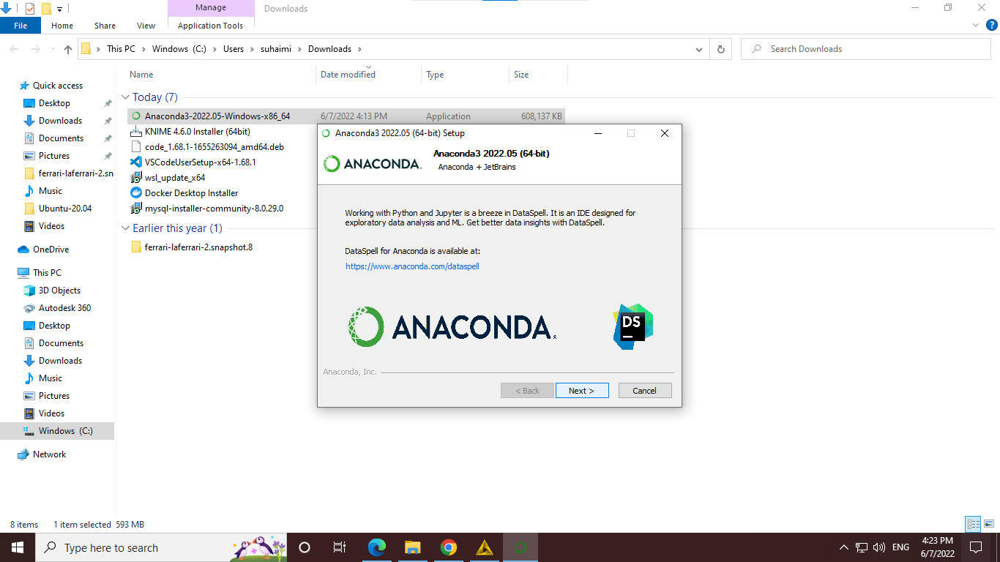 Manage
Downloads
File
Home
Share
View
Application Tools
This PC
Windows (C:)
Users
suhaimi
Downloads
Search Downloads
Name
Date modified
Type
Size
Quick access
Desktop
Downloads
Documents
Pictures
ferrari-laferrari-2.sn
Music
Ubuntu-20.04
Videos
OneDrive
This PC
3D Objects
Autodesk 360
Desktop
Documents
Downloads
Music
Pictures
Videos
Windows (C:)
Network
Today (7)
Anaconda3-2022.05-Windows-x86_64 6/7/2022 4:13 PM Application 608,137 KB
KNIME 4.6.0 Installer (64bit)
code_1.68.1-1655263094_amd64.deb
VSCodeUserSetup-x64-1.68.1
wsl_update_x64
Docker Desktop Installer
mysql-installer-community-8.0.29.0
Earlier this year (1)
ferrari-laferrari-2.snapshot.8
Anaconda3 2022.05 (64-bit) Setup
ANACONDA.
Anaconda3 2022.05 (64-bit)
Anaconda + JetBrains
Working with Python and Jupyter is a breeze in DataSpell. It is an IDE designed for
exploratory data analysis and ML. Get better data insights with DataSpell.
DataSpell for Anaconda is available at:
https://www.anaconda.com/dataspell
ANACONDA®
DS
Anaconda, Inc.
< Back
Next >
Cancel
8 items 1 item selected 593 MB
Type here to search
ENG
4:23 PM
6/7/2022